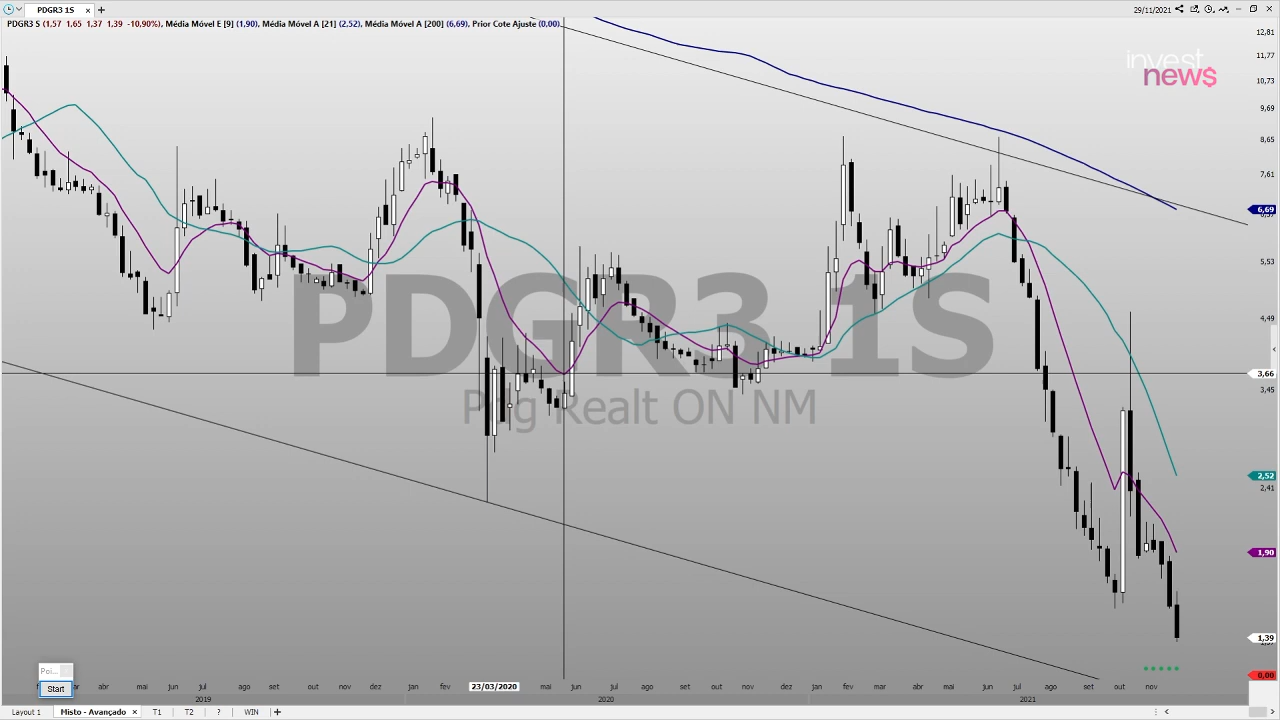 PDGR3 1S × +
29/11/2021
PDGR3 S (1,57 1,65 1,37 1,39 -10,90%), Média Móvel E [9] (1,90), Média Móvel A [21] (2,52), Média Móvel A [200] (6,69), Prior Cote Ajuste (0,00)
invest
news
12,81
11,77
10,73
9,69
8,65
7,61
6,69
5,53
4,49
3,66
3,45
2,52
2,41
1,90
1,39
0,00
PDGR3 1S
Pdg Realt ON NM
Poi...
Start
abr mai jun jul out nov dez fev 23/03/2020 mai jun jul ago set out nov dez jan fev mar abr mai jun jul ago set out nov
2019 2020 2021
Layout 1 Misto - Avançado × T1 T2 ? WIN +